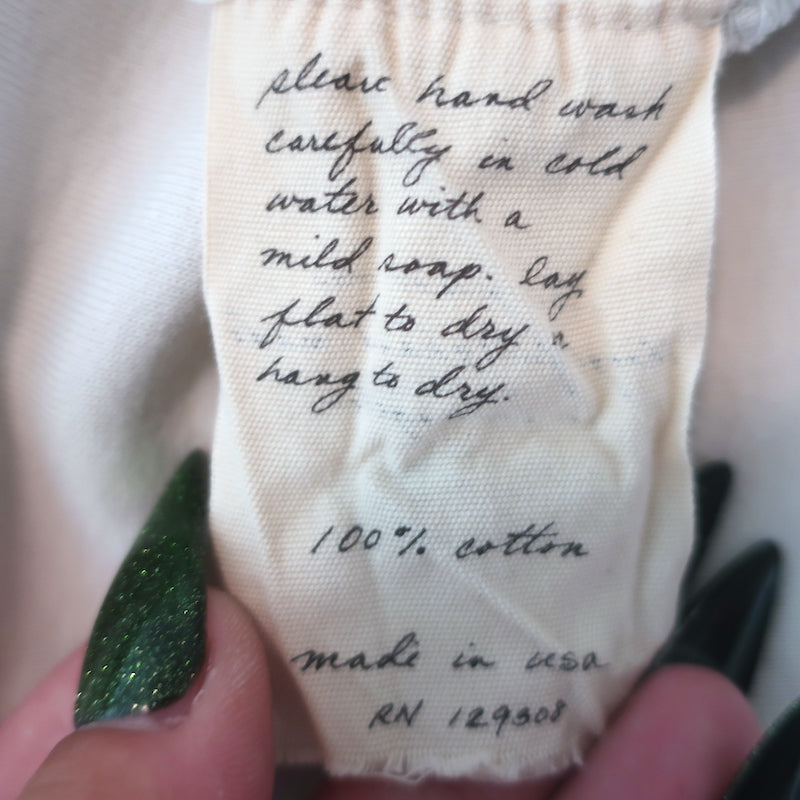 please hand wash
carefully in cold
water with a
mild soap. lay
flat to dry
hang to dry.
100% cotton
made in usa
RN 129308